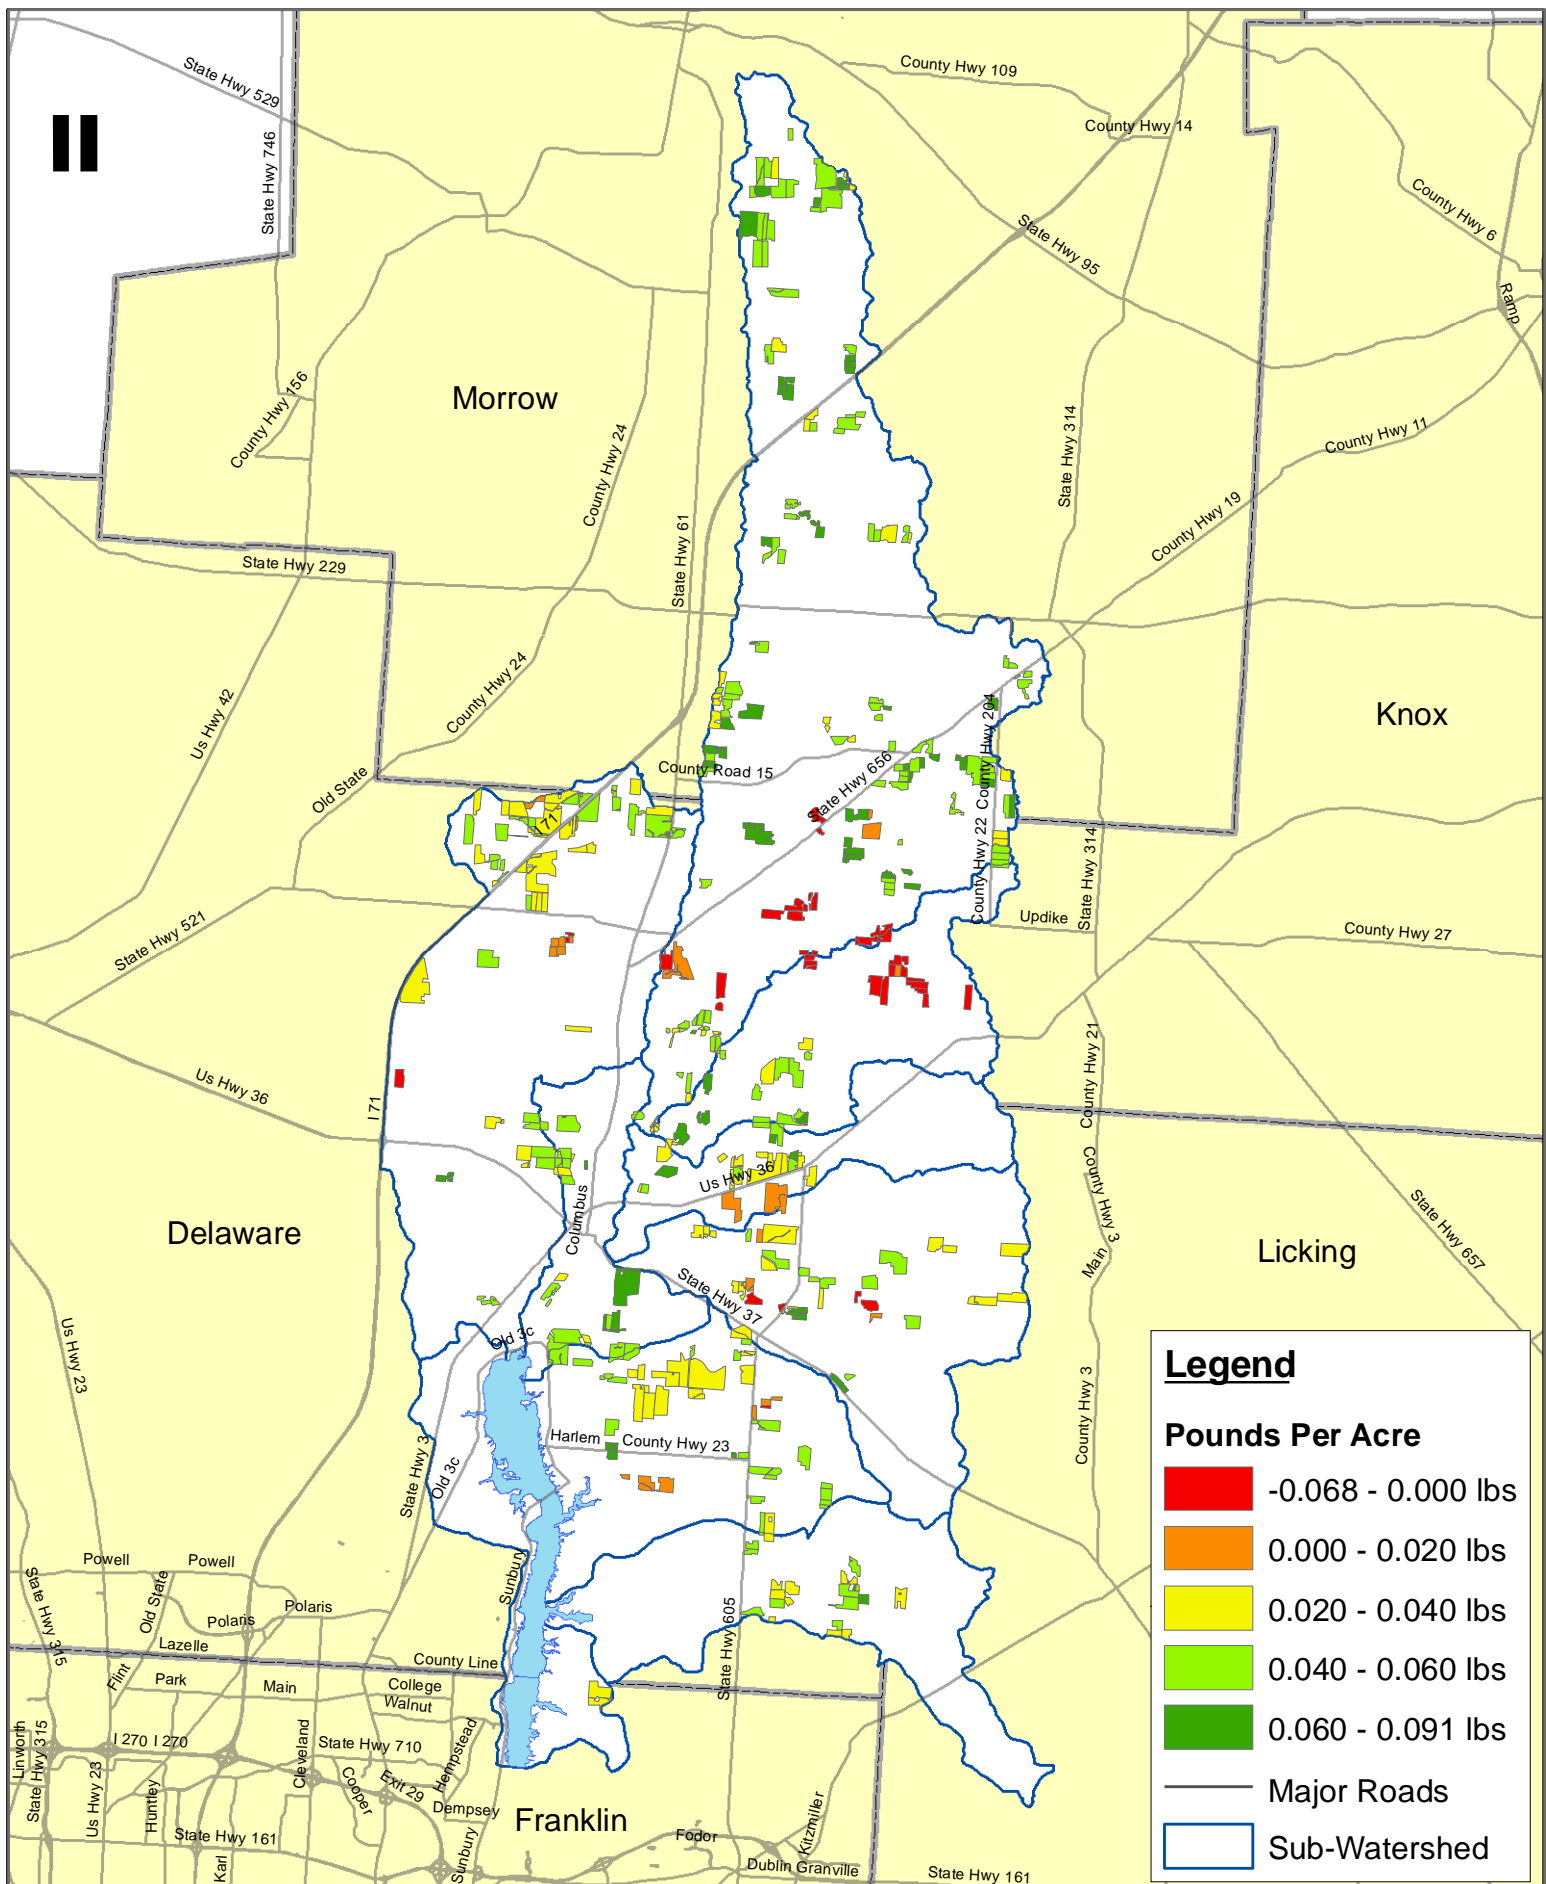 II
State Hwy 529
State Hwy 746
County Hwy 109
County Hwy 14
County Hwy 6
State Hwy 95
Ramp
Morrow
County Hwy 156
County Hwy 24
State Hwy 61
State Hwy 314
County Hwy 11
County Hwy 19
State Hwy 229
County Hwy 24
Us Hwy 42
Old State
County Road 15
State Hwy 656
County Hwy 204
Knox
I 71
County Hwy 22
State Hwy 314
State Hwy 521
Updike
County Hwy 27
Us Hwy 36
I 71
County Hwy 21
County Hwy 3
Us Hwy 36
Columbus
Delaware
Main
Licking
State Hwy 657
State Hwy 37
Old 3c
Us Hwy 23
County Hwy 3
Harlem
County Hwy 23
State Hwy 3
Old 3c
Legend
Pounds Per Acre
-0.068 - 0.000 lbs
0.000 - 0.020 lbs
0.020 - 0.040 lbs
0.040 - 0.060 lbs
0.060 - 0.091 lbs
Major Roads
Sub-Watershed
Powell
Powell
State Hwy 315
Old State
Polaris
Polaris
Sunbury
State Hwy 605
Lazelle
County Line
Flint
Park
Main
College
Walnut
Linworth
State Hwy 315
I 270 I 270
Cleveland
State Hwy 710
Hempstead
Us Hwy 23
Huntley
Cooper
Exit 29
Dempsey
Franklin
State Hwy 161
Karl
Sunbury
Fodor
Kitzmiller
Dublin Granville
State Hwy 161